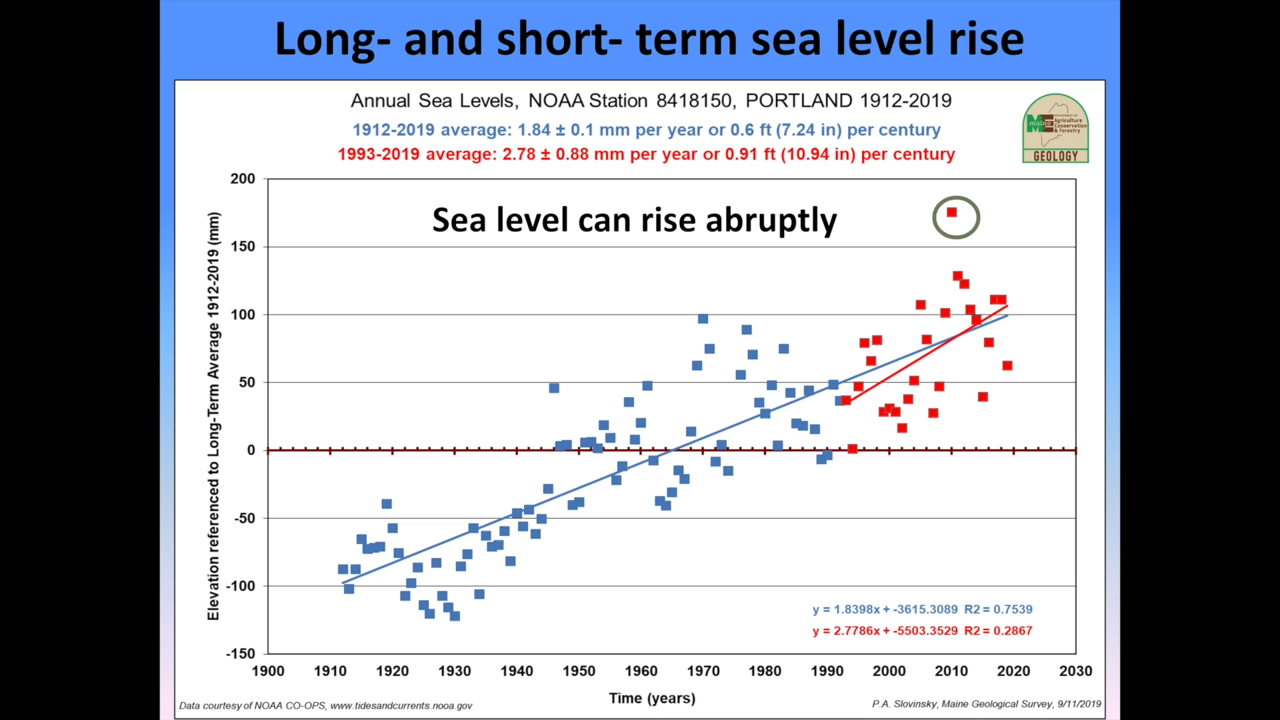 Long- and short- term sea level rise
Annual Sea Levels, NOAA Station 8418150, PORTLAND 1912-2019
1912-2019 average: 1.84 ± 0.1 mm per year or 0.6 ft (7.24 in) per century
1993-2019 average: 2.78 ± 0.88 mm per year or 0.91 ft (10.94 in) per century
Agriculture
Conservation
& Forestry
GEOLOGY
Sea level can rise abruptly
Elevation referenced to Long-Term Average 1912-2019 (mm)
200
150
100
50
0
-50
-100
-150
y = 1.8398x + -3615.3089 R2 = 0.7539
y = 2.7786x + -5503.3529 R2 = 0.2867
1900 1910 1920 1930 1940 1950 1960 1970 1980 1990 2000 2010 2020 2030
Time (years)
Data courtesy of NOAA CO-OPS, www.tidesandcurrents.nooa.gov
P.A. Slovinsky, Maine Geological Survey, 9/11/2019